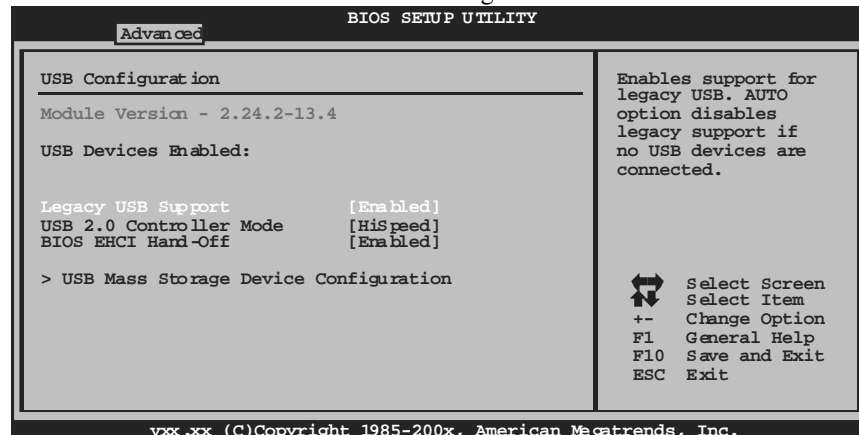 BIOS SETUP UTILITY
Advanced
USB Configuration
Module Version - 2.24.2-13.4
USB Devices Enabled:
Legacy USB Support [Enabled]
USB 2.0 Controller Mode [HiSpeed]
BIOS EHCI Hand-Off [Enabled]
> USB Mass Storage Device Configuration
Enables support for
legacy USB. AUTO
option disables
legacy support if
no USB devices are
connected.
Select Screen
Select Item
+- Change Option
F1 General Help
F10 Save and Exit
ESC Exit
vxx.xx (C)Copyright 1985-200x, American Megatrends, Inc.